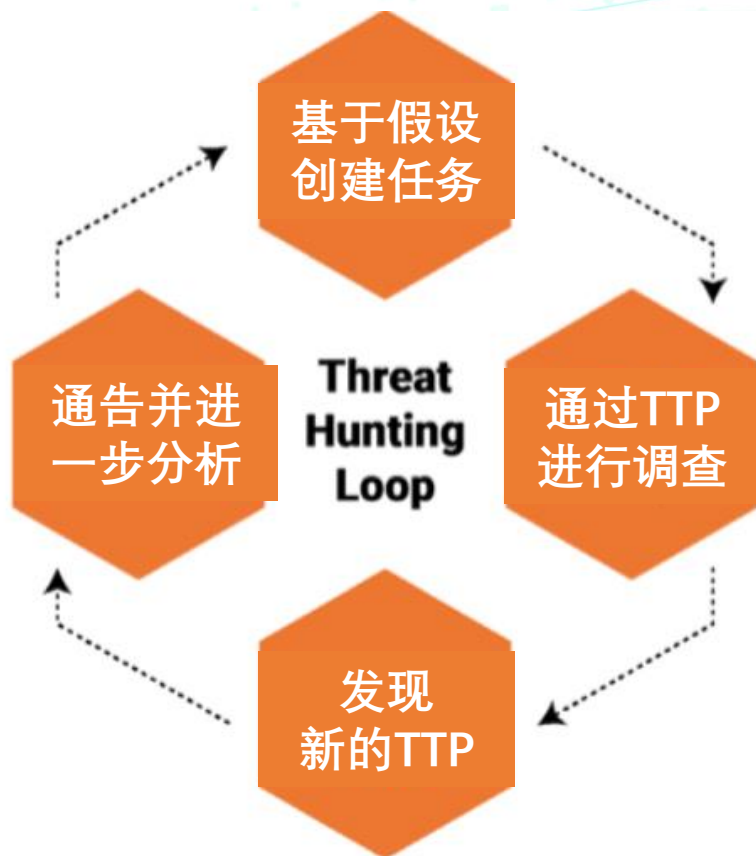 基于假设
创建任务
通告并进
一步分析
Threat
Hunting
Loop
通过TTP
进行调查
发现
新的TTP